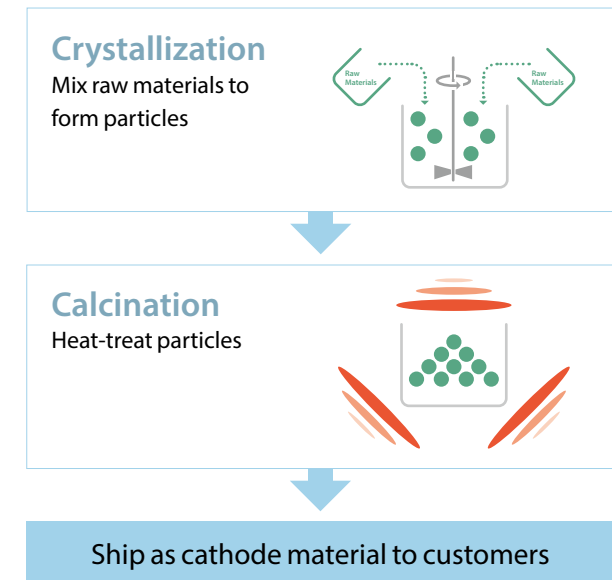 Crystallization
Mix raw materials to
form particles
Raw
Materials
Raw
Materials
Calcination
Heat-treat particles
Ship as cathode material to customers